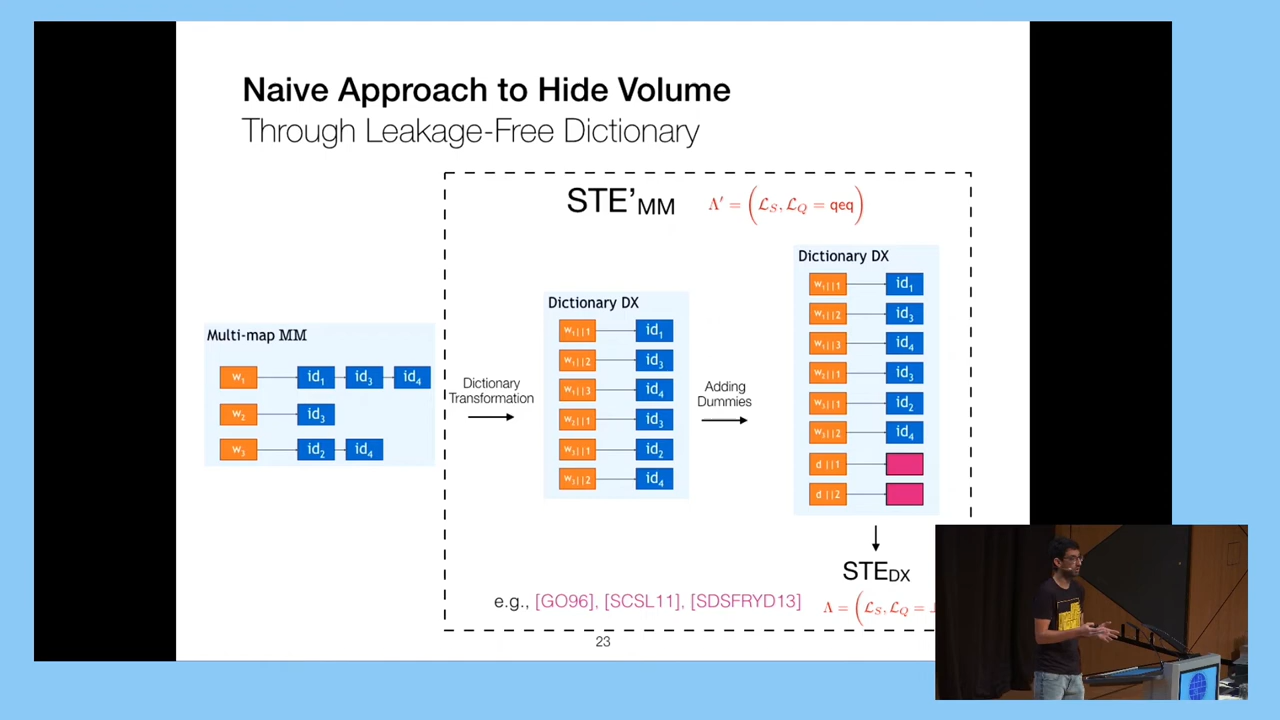 Naive Approach to Hide Volume
Through Leakage-Free Dictionary
STE'MM
Λ′ = (ℒS, ℒQ = qeq)
Multi-map MM
w1 id1 id3 id4
w2 id3
w3 id2 id4
Dictionary Transformation
Dictionary DX
w1||1 id1
w1||2 id3
w1||3 id4
w2||1 id3
w3||1 id2
w3||2 id4
Adding Dummies
Dictionary DX
w1||1 id1
w1||2 id3
w1||3 id4
w2||1 id3
w3||1 id2
w3||2 id4
d ||1
d ||2
STEDX
e.g., [GO96], [SCSL11], [SDSFRYD13]
Λ = (ℒS, ℒQ =
23